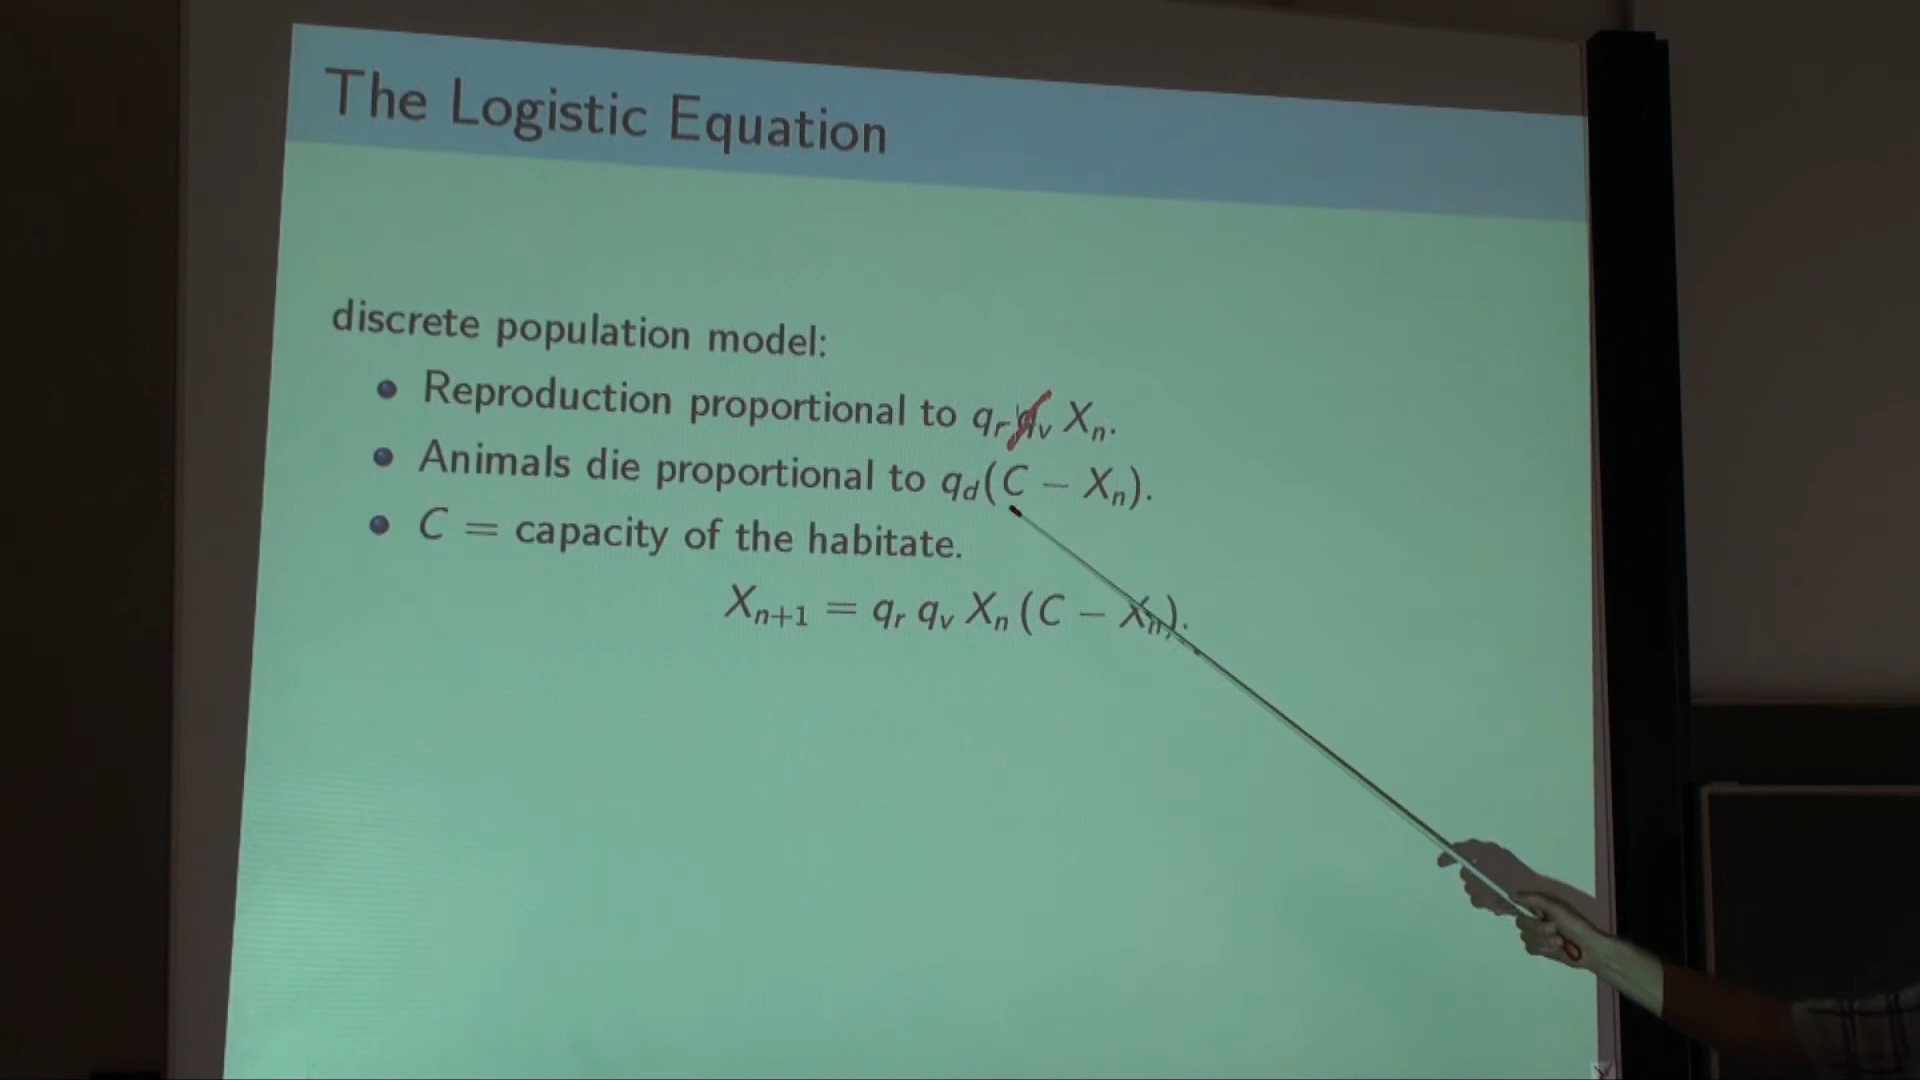 The Logistic Equation
discrete population model:
• Reproduction proportional to q_r q_v X_n.
• Animals die proportional to q_d(C − X_n).
• C = capacity of the habitate.
X_{n+1} = q_r q_v X_n (C − X_n).